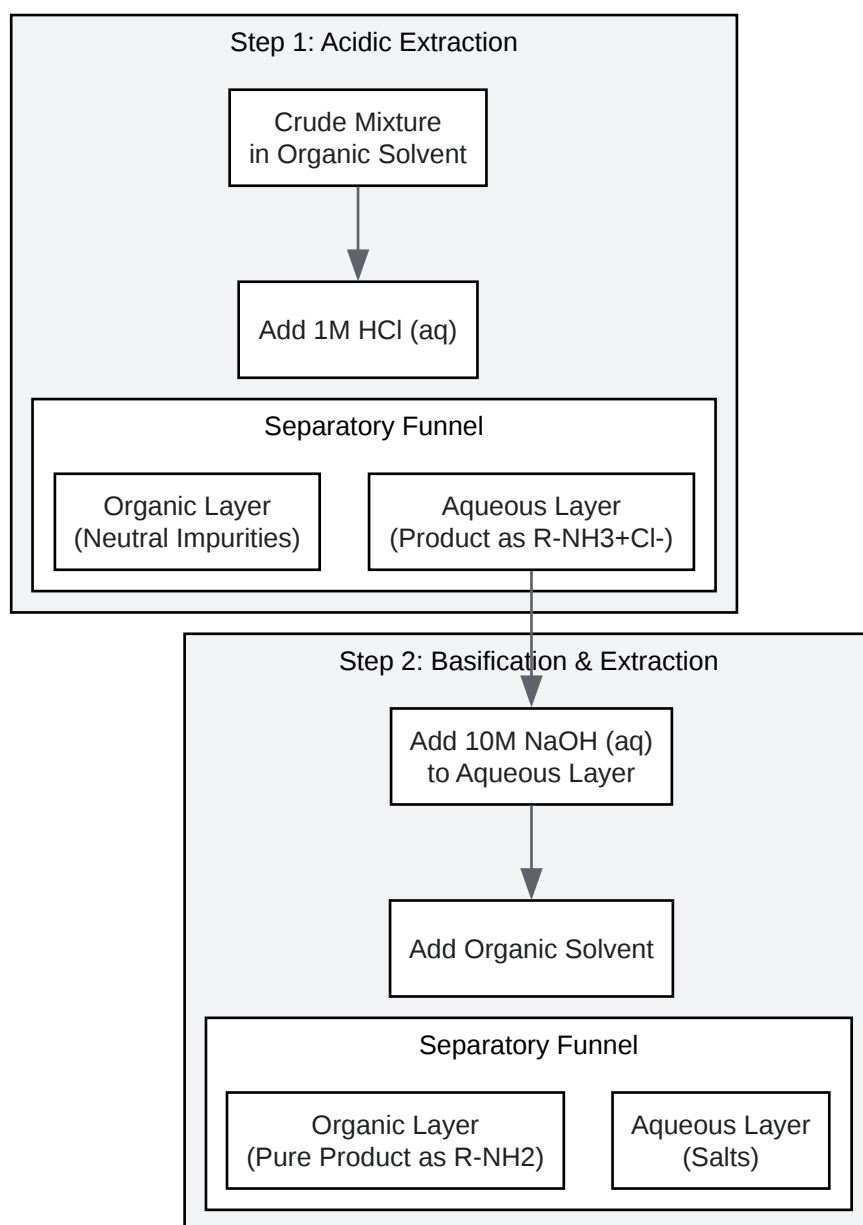 Step 1: Acidic Extraction
Crude Mixture
in Organic Solvent
Add 1M HCl (aq)
Separatory Funnel
Organic Layer
(Neutral Impurities)
Aqueous Layer
(Product as R-NH3+Cl-)
Step 2: Basification & Extraction
Add 10M NaOH (aq)
to Aqueous Layer
Add Organic Solvent
Separatory Funnel
Organic Layer
(Pure Product as R-NH2)
Aqueous Layer
(Salts)